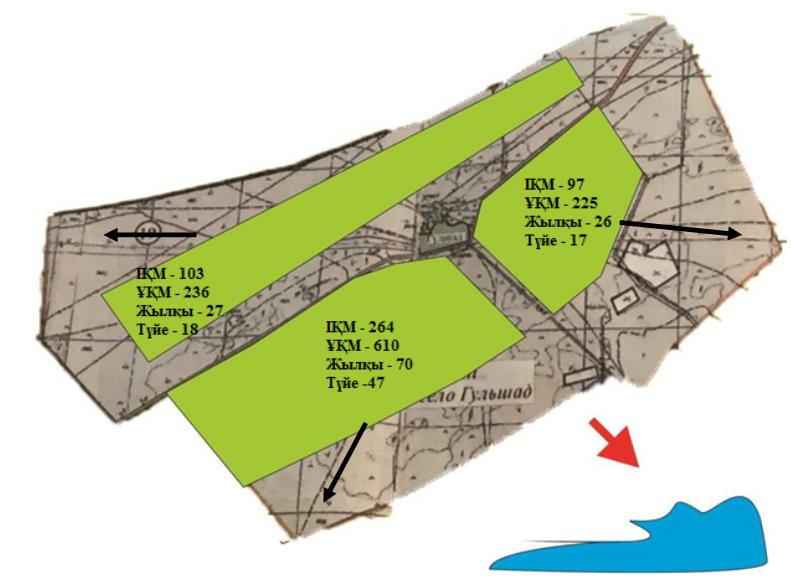 ІҚМ - 97
ҰҚМ - 225
Жылқы - 26
Түйе - 17
ІҚМ - 103
ҰҚМ - 236
Жылқы - 27
Түйе - 18
ІҚМ - 264
ҰҚМ - 610
Жылқы - 70
Түйе -47
ело Гульшад